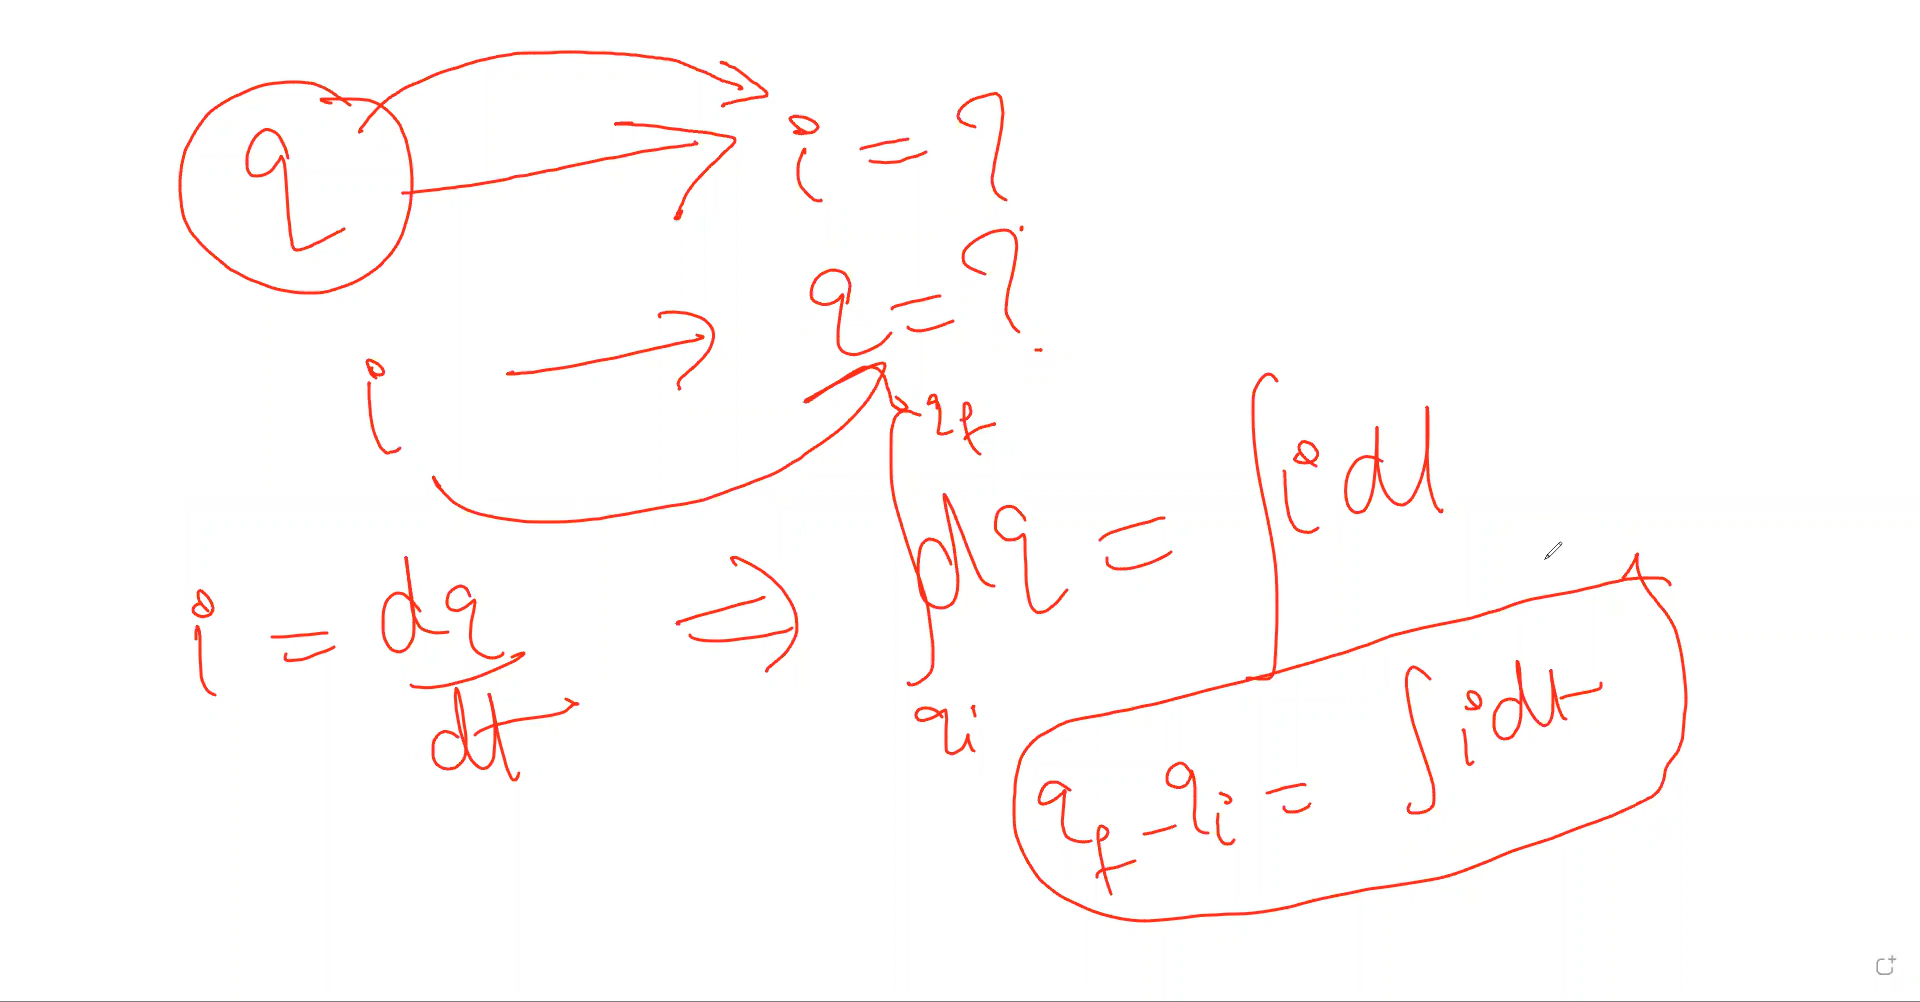 q → i = ?
i → q = ?
i = dq/dt ⇒ ∫_{qi}^{qf} dq = ∫ i dt
qf - qi = ∫ i dt